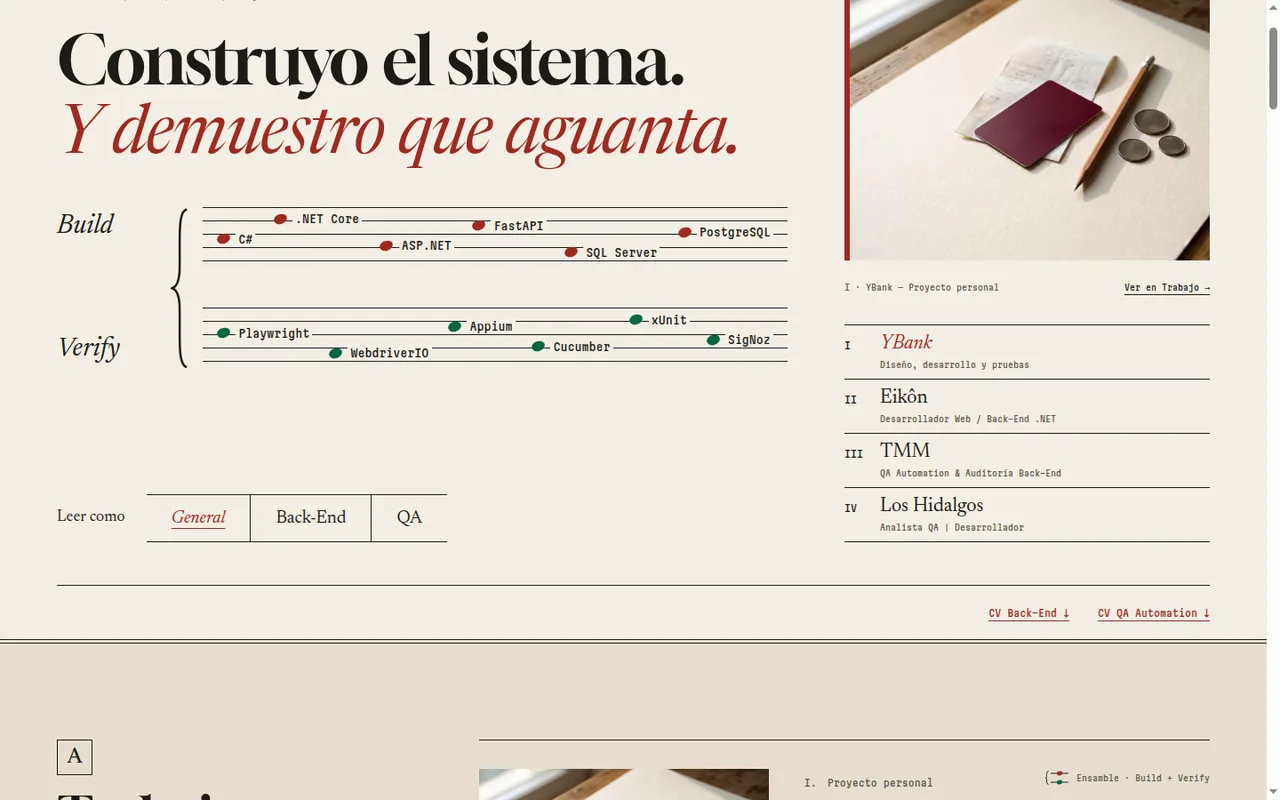 Construyo el sistema.
Y demuestro que aguanta.
Build
.NET Core
FastAPI
PostgreSQL
C#
ASP.NET
SQL Server
Verify
xUnit
Appium
Playwright
SigNoz
Cucumber
WebdriverIO
Leer como
General
Back-End
QA
I · YBank — Proyecto personal
Ver en Trabajo →
I
YBank
Diseño, desarrollo y pruebas
II
Eikôn
Desarrollador Web / Back-End .NET
III
TMM
QA Automation & Auditoría Back-End
IV
Los Hidalgos
Analista QA | Desarrollador
CV Back-End ↓
CV QA Automation ↓
A
I. Proyecto personal
Ensamble · Build + Verify